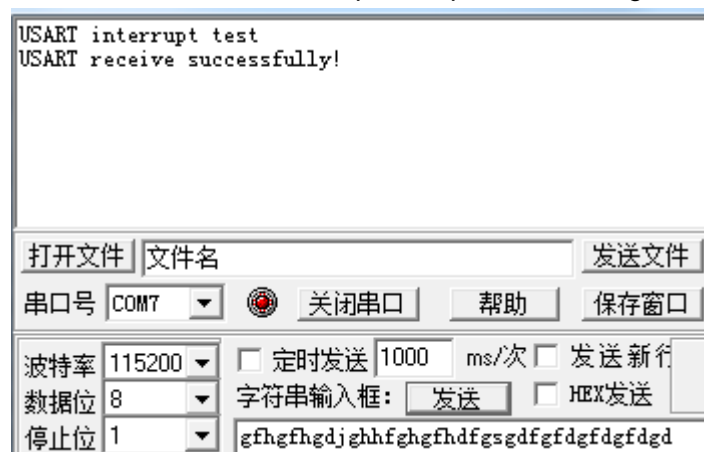 USART interrupt test
USART receive successfully!
打开文件 文件名 发送文件
串口号 COM7 关闭串口 帮助 保存窗口
波特率 115200 定时发送 1000 ms/次 发送新行
数据位 8 字符串输入框: 发送 HEX发送
停止位 1 gfhgfhgdjghhfghgfhdfgsgdfgfdgfdgfdgd